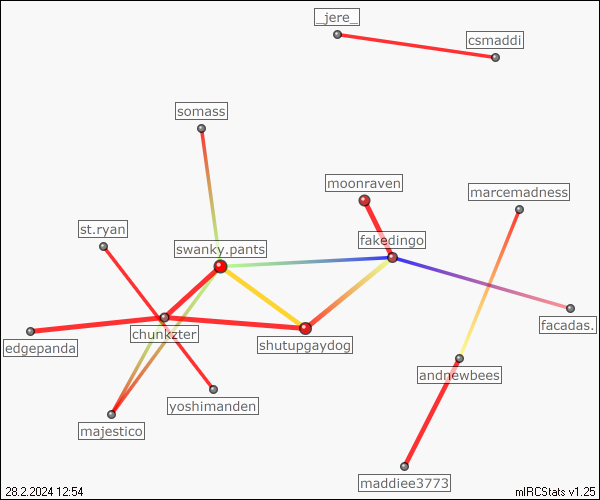 _jere_
csmaddi
somass
moonraven
marcemadness
st.ryan
fakedingo
swanky.pants
facadas.
chunkzter
edgepanda
shutupgaydog
andnewbees
yoshimanden
majestico
maddiee3773
28.2.2024 12:54
mIRCStats v1.25